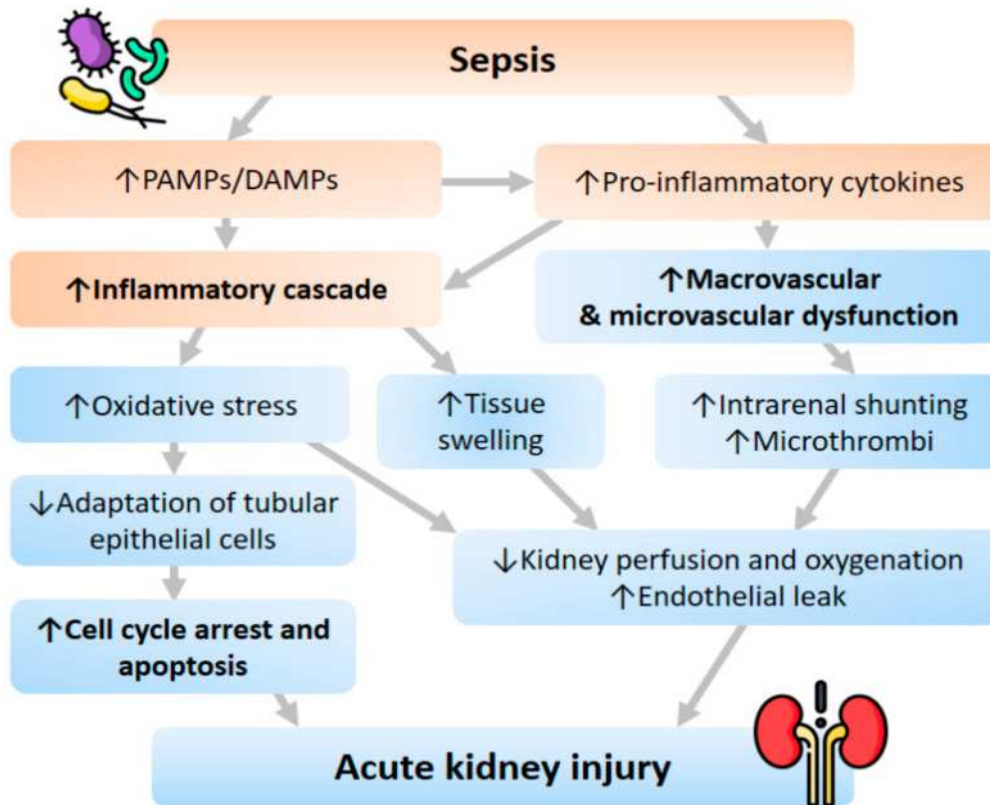 Sepsis
↑PAMPs/DAMPs
↑Pro-inflammatory cytokines
↑Inflammatory cascade
↑Macrovascular
& microvascular dysfunction
↑Oxidative stress
↑Tissue
swelling
↑Intrarenal shunting
↑Microthrombi
↓Adaptation of tubular
epithelial cells
↓Kidney perfusion and oxygenation
↑Endothelial leak
↑Cell cycle arrest and
apoptosis
Acute kidney injury